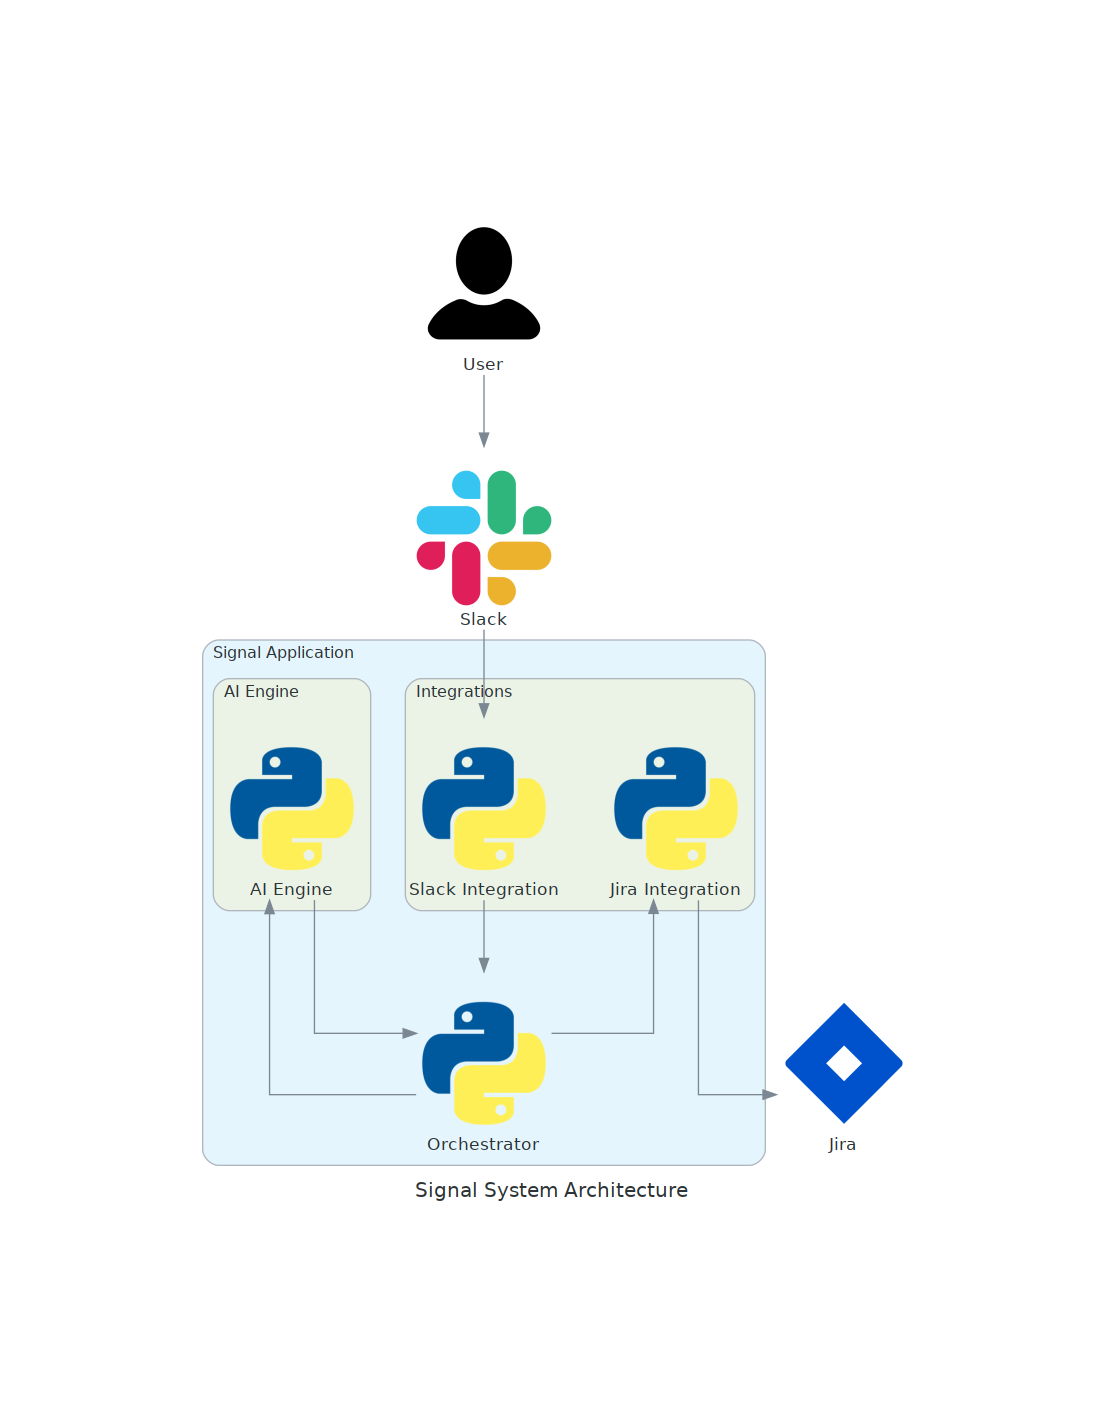 User
Slack
Signal Application
AI Engine
Integrations
AI Engine
Slack Integration
Jira Integration
Orchestrator
Jira
Signal System Architecture